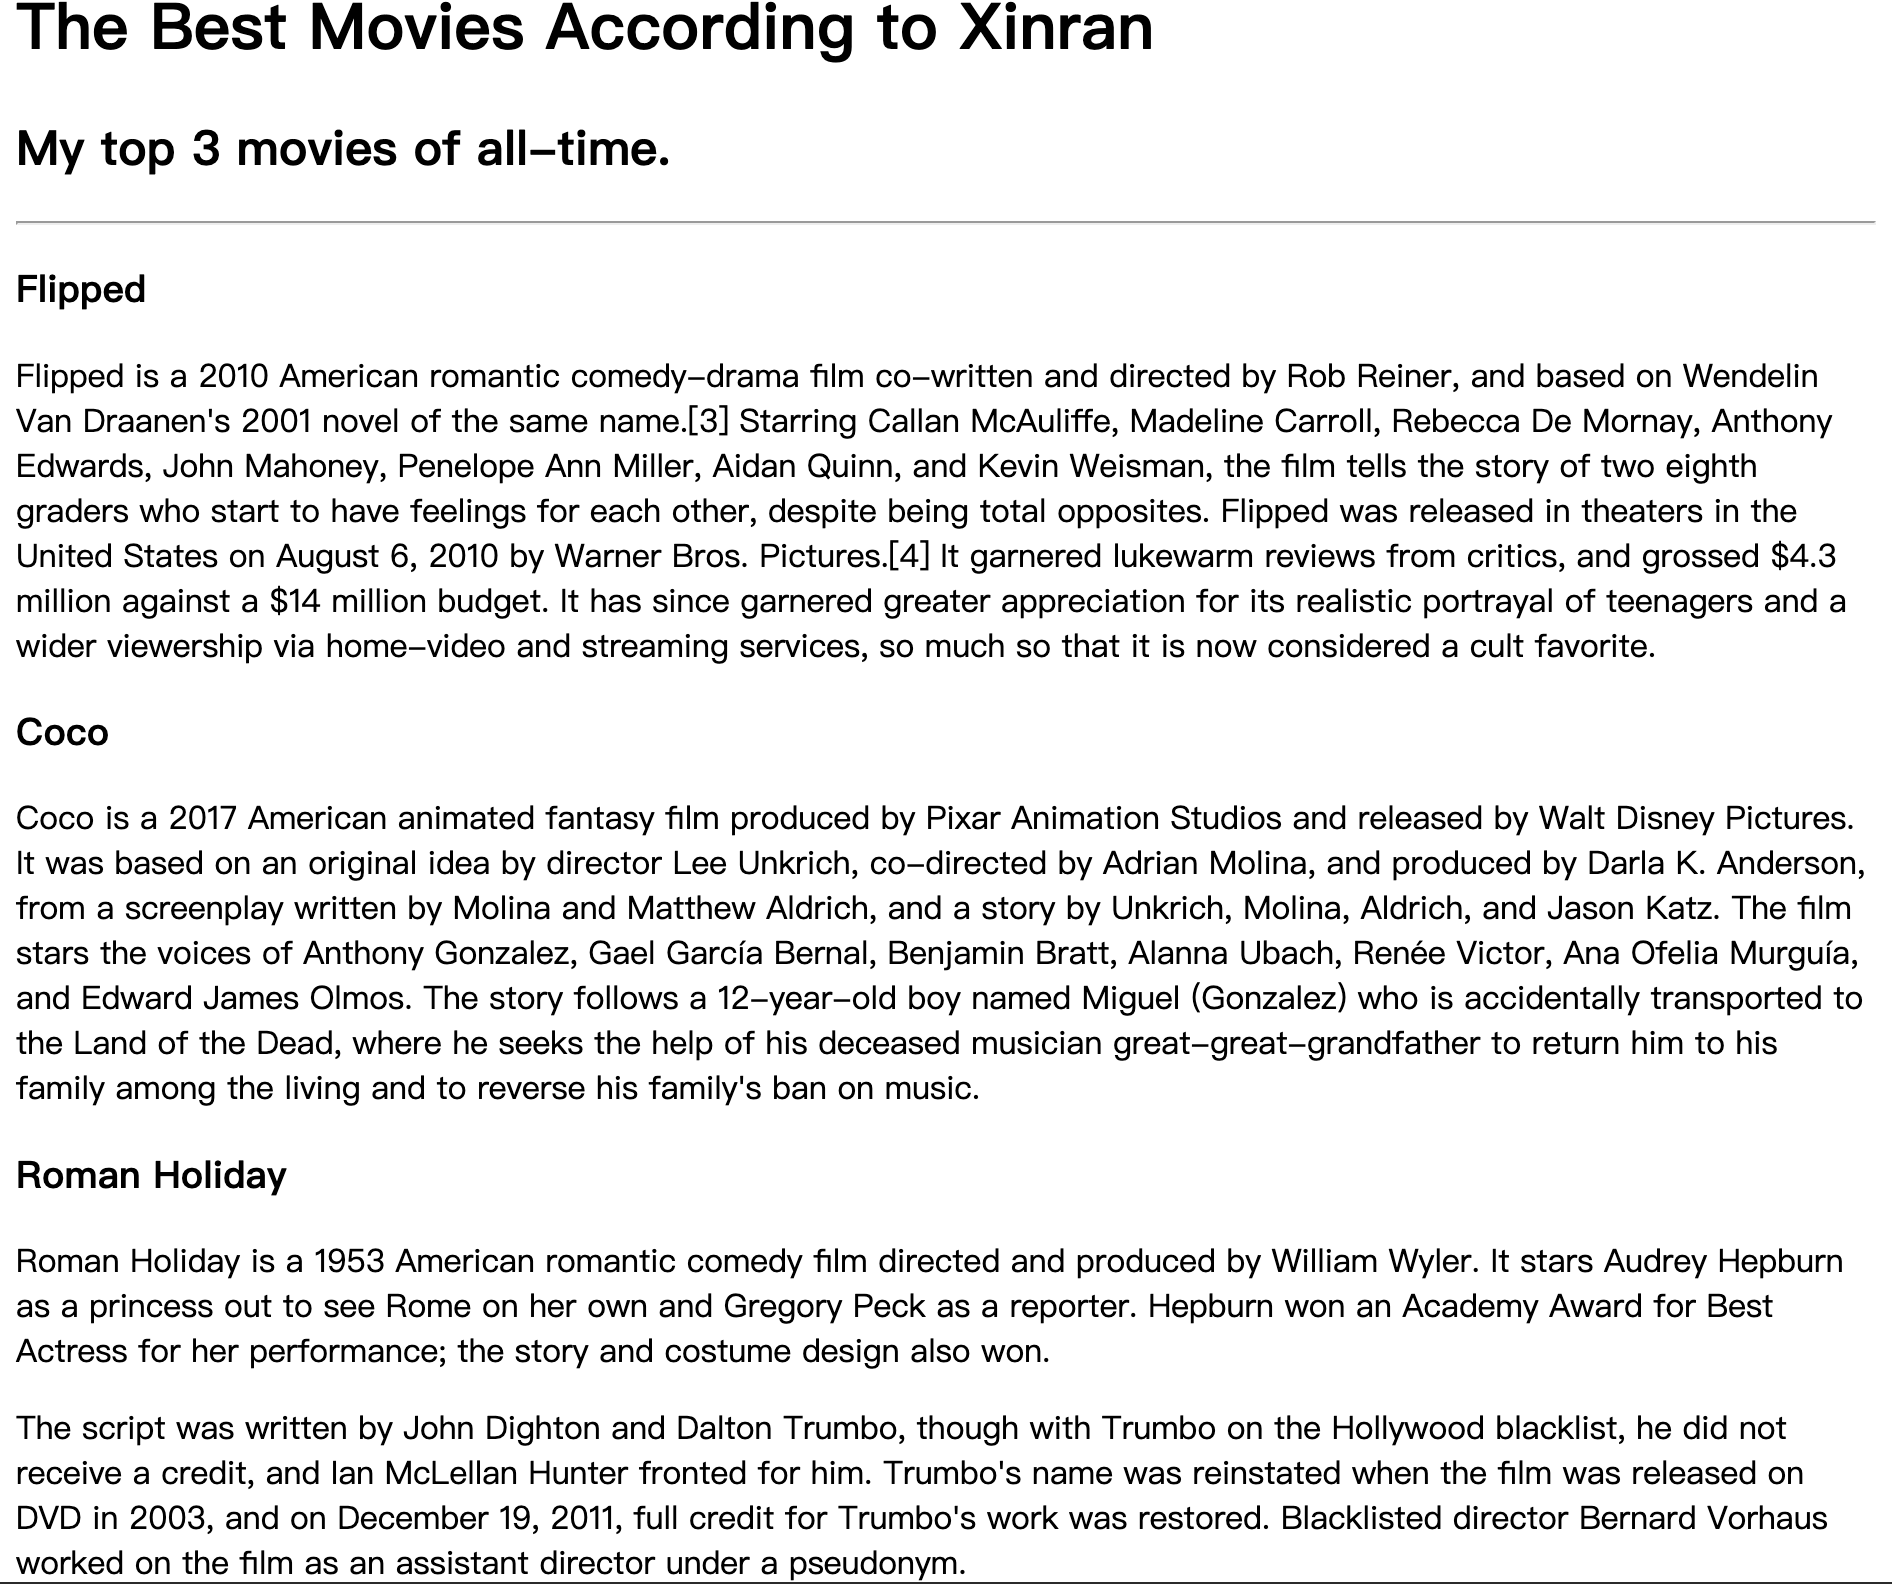 The Best Movies According to Xinran
My top 3 movies of all-time.
Flipped
Flipped is a 2010 American romantic comedy-drama film co-written and directed by Rob Reiner, and based on Wendelin
Van Draanen's 2001 novel of the same name.[3] Starring Callan McAuliffe, Madeline Carroll, Rebecca De Mornay, Anthony
Edwards, John Mahoney, Penelope Ann Miller, Aidan Quinn, and Kevin Weisman, the film tells the story of two eighth
graders who start to have feelings for each other, despite being total opposites. Flipped was released in theaters in the
United States on August 6, 2010 by Warner Bros. Pictures.[4] It garnered lukewarm reviews from critics, and grossed $4.3
million against a $14 million budget. It has since garnered greater appreciation for its realistic portrayal of teenagers and a
wider viewership via home-video and streaming services, so much so that it is now considered a cult favorite.
Coco
Coco is a 2017 American animated fantasy film produced by Pixar Animation Studios and released by Walt Disney Pictures.
It was based on an original idea by director Lee Unkrich, co-directed by Adrian Molina, and produced by Darla K. Anderson,
from a screenplay written by Molina and Matthew Aldrich, and a story by Unkrich, Molina, Aldrich, and Jason Katz. The film
stars the voices of Anthony Gonzalez, Gael García Bernal, Benjamin Bratt, Alanna Ubach, Renée Victor, Ana Ofelia Murguía,
and Edward James Olmos. The story follows a 12-year-old boy named Miguel (Gonzalez) who is accidentally transported to
the Land of the Dead, where he seeks the help of his deceased musician great-great-grandfather to return him to his
family among the living and to reverse his family's ban on music.
Roman Holiday
Roman Holiday is a 1953 American romantic comedy film directed and produced by William Wyler. It stars Audrey Hepburn
as a princess out to see Rome on her own and Gregory Peck as a reporter. Hepburn won an Academy Award for Best
Actress for her performance; the story and costume design also won.
The script was written by John Dighton and Dalton Trumbo, though with Trumbo on the Hollywood blacklist, he did not
receive a credit, and Ian McLellan Hunter fronted for him. Trumbo's name was reinstated when the film was released on
DVD in 2003, and on December 19, 2011, full credit for Trumbo's work was restored. Blacklisted director Bernard Vorhaus
worked on the film as an assistant director under a pseudonym.